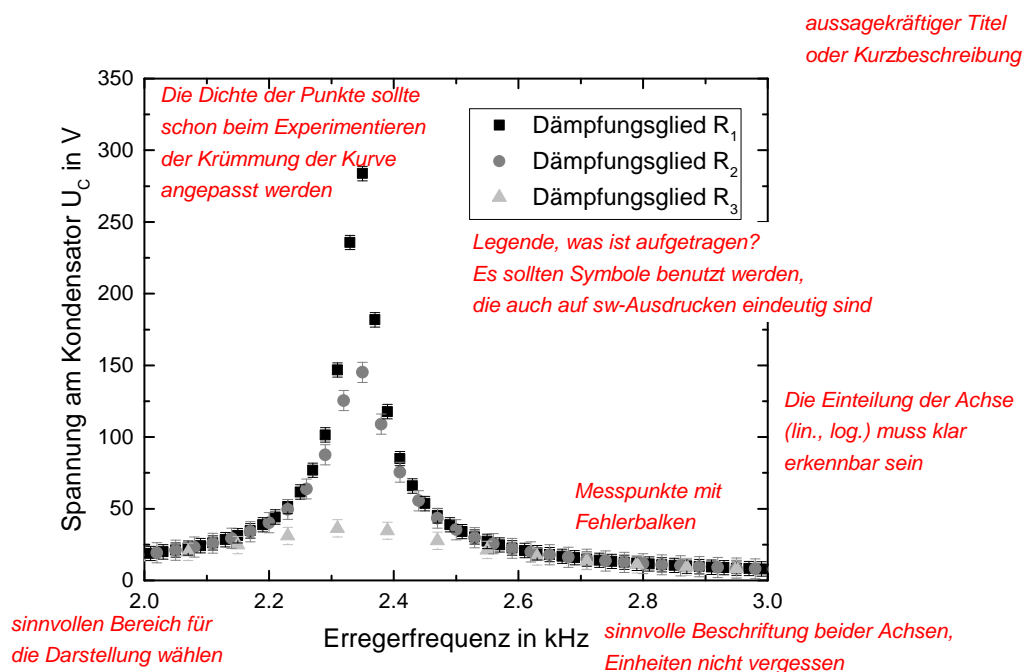 aussagekräftiger Titel
oder Kurzbeschreibung
350
300
250
200
150
100
50
0
Spannung am Kondensator U_C in V
Die Dichte der Punkte sollte
schon beim Experimentieren
der Krümmung der Kurve
angepasst werden
Dämpfungsglied R_1
Dämpfungsglied R_2
Dämpfungsglied R_3
Legende, was ist aufgetragen?
Es sollten Symbole benutzt werden,
die auch auf sw-Ausdrucken eindeutig sind
Die Einteilung der Achse
(lin., log.) muss klar
erkennbar sein
Messpunkte mit
Fehlerbalken
2.0 2.2 2.4 2.6 2.8 3.0
Erregerfrequenz in kHz
sinnvollen Bereich für
die Darstellung wählen
sinnvolle Beschriftung beider Achsen,
Einheiten nicht vergessen